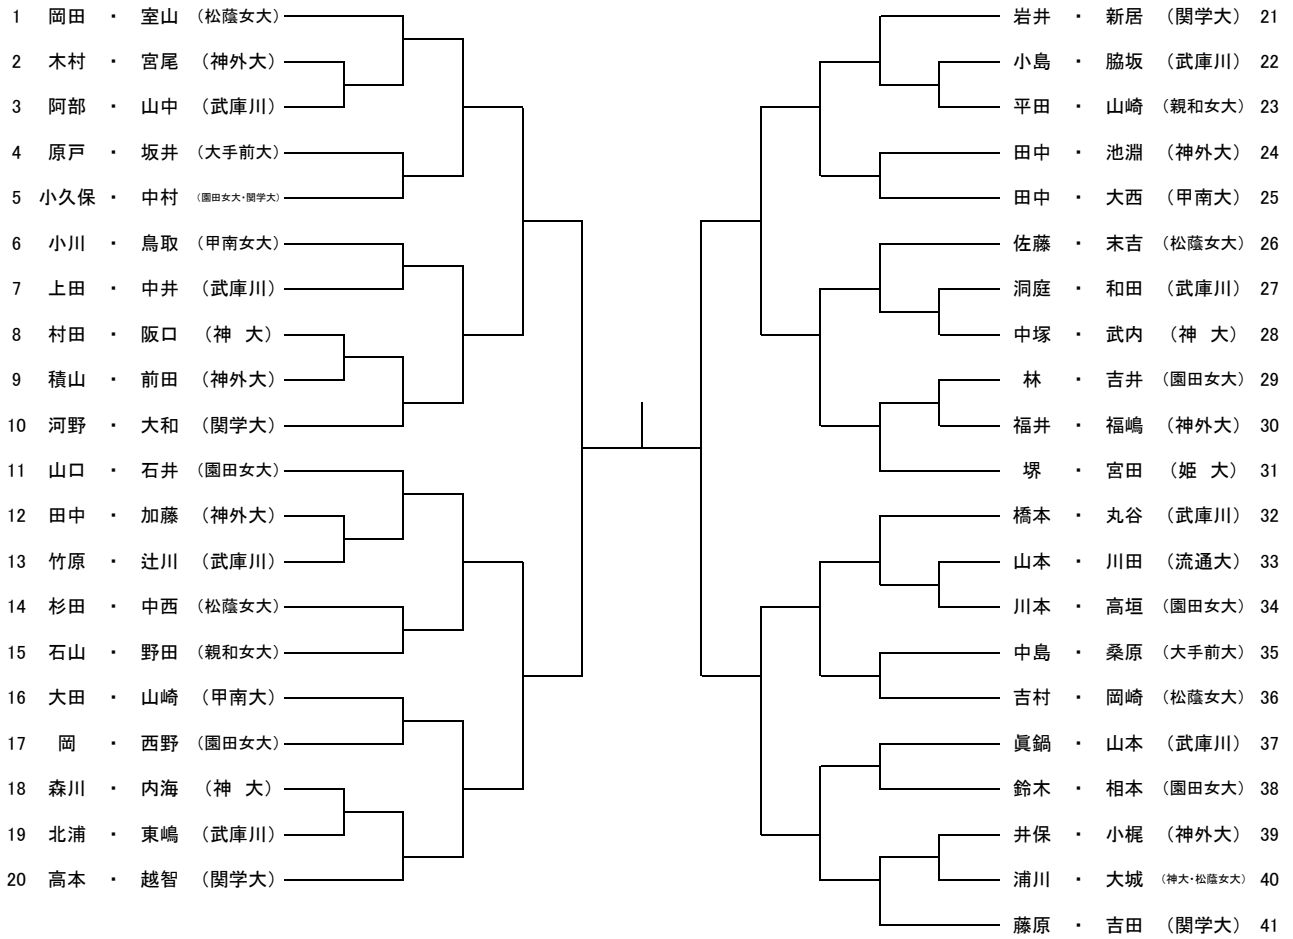 1 岡田 ・ 室山 （松蔭女大）
2 木村 ・ 宮尾 （神外大）
3 阿部 ・ 山中 （武庫川）
4 原戸 ・ 坂井 （大手前大）
5 小久保 ・ 中村 （園田女大・関学大）
6 小川 ・ 鳥取 （甲南女大）
7 上田 ・ 中井 （武庫川）
8 村田 ・ 阪口 （神 大）
9 積山 ・ 前田 （神外大）
10 河野 ・ 大和 （関学大）
11 山口 ・ 石井 （園田女大）
12 田中 ・ 加藤 （神外大）
13 竹原 ・ 辻川 （武庫川）
14 杉田 ・ 中西 （松蔭女大）
15 石山 ・ 野田 （親和女大）
16 大田 ・ 山崎 （甲南大）
17 岡 ・ 西野 （園田女大）
18 森川 ・ 内海 （神 大）
19 北浦 ・ 東嶋 （武庫川）
20 高本 ・ 越智 （関学大）
岩井 ・ 新居 （関学大） 21
小島 ・ 脇坂 （武庫川） 22
平田 ・ 山崎 （親和女大） 23
田中 ・ 池淵 （神外大） 24
田中 ・ 大西 （甲南大） 25
佐藤 ・ 末吉 （松蔭女大） 26
洞庭 ・ 和田 （武庫川） 27
中塚 ・ 武内 （神 大） 28
林 ・ 吉井 （園田女大） 29
福井 ・ 福嶋 （神外大） 30
堺 ・ 宮田 （姫 大） 31
橋本 ・ 丸谷 （武庫川） 32
山本 ・ 川田 （流通大） 33
川本 ・ 高垣 （園田女大） 34
中島 ・ 桑原 （大手前大） 35
吉村 ・ 岡崎 （松蔭女大） 36
眞鍋 ・ 山本 （武庫川） 37
鈴木 ・ 相本 （園田女大） 38
井保 ・ 小梶 （神外大） 39
浦川 ・ 大城 （神大・松蔭女大） 40
藤原 ・ 吉田 （関学大） 41